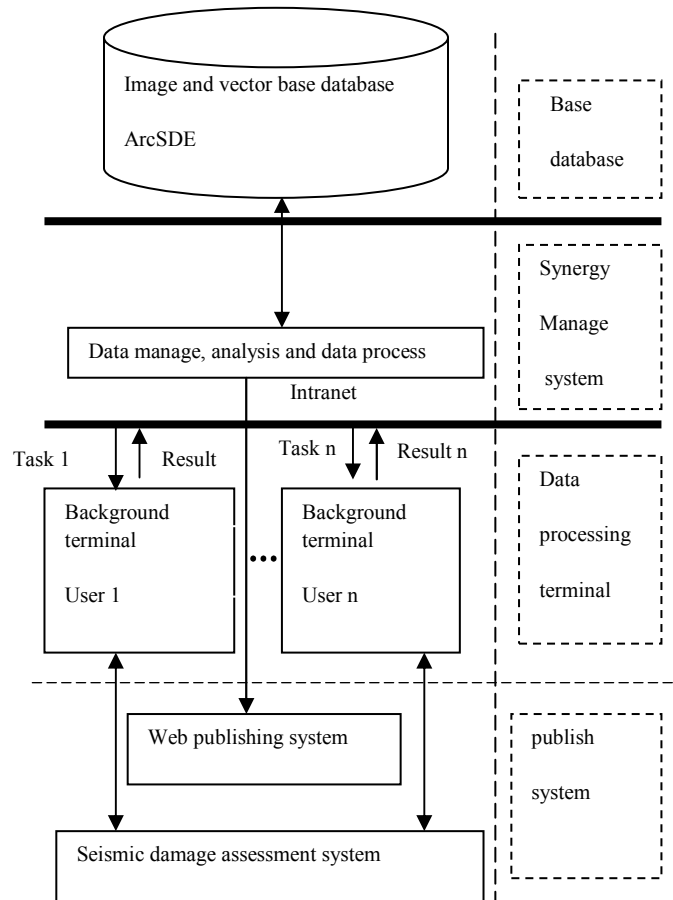 Image and vector base database
ArcSDE
Base
database
Synergy
Manage
system
Data manage, analysis and data process
Intranet
Task 1
Result
Task n
Result n
Background
terminal
User 1
...
Background
terminal
User n
Data
processing
terminal
Web publishing system
publish
system
Seismic damage assessment system